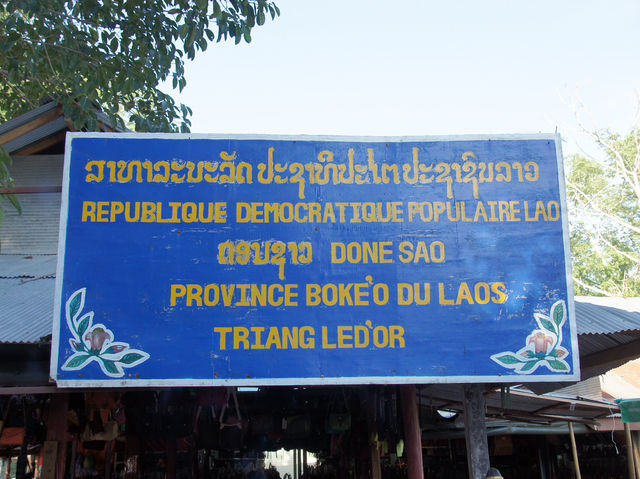 ສາທາລະນະລັດ ປະຊາທິປະໄຕ ປະຊາຊົນລາວ
REPUBLIQUE DEMOCRATIQUE POPULAIRE LAO
ດອນຊາວ DONE SAO
PROVINCE BOKE'O DU LAOS
TRIANG LED'OR